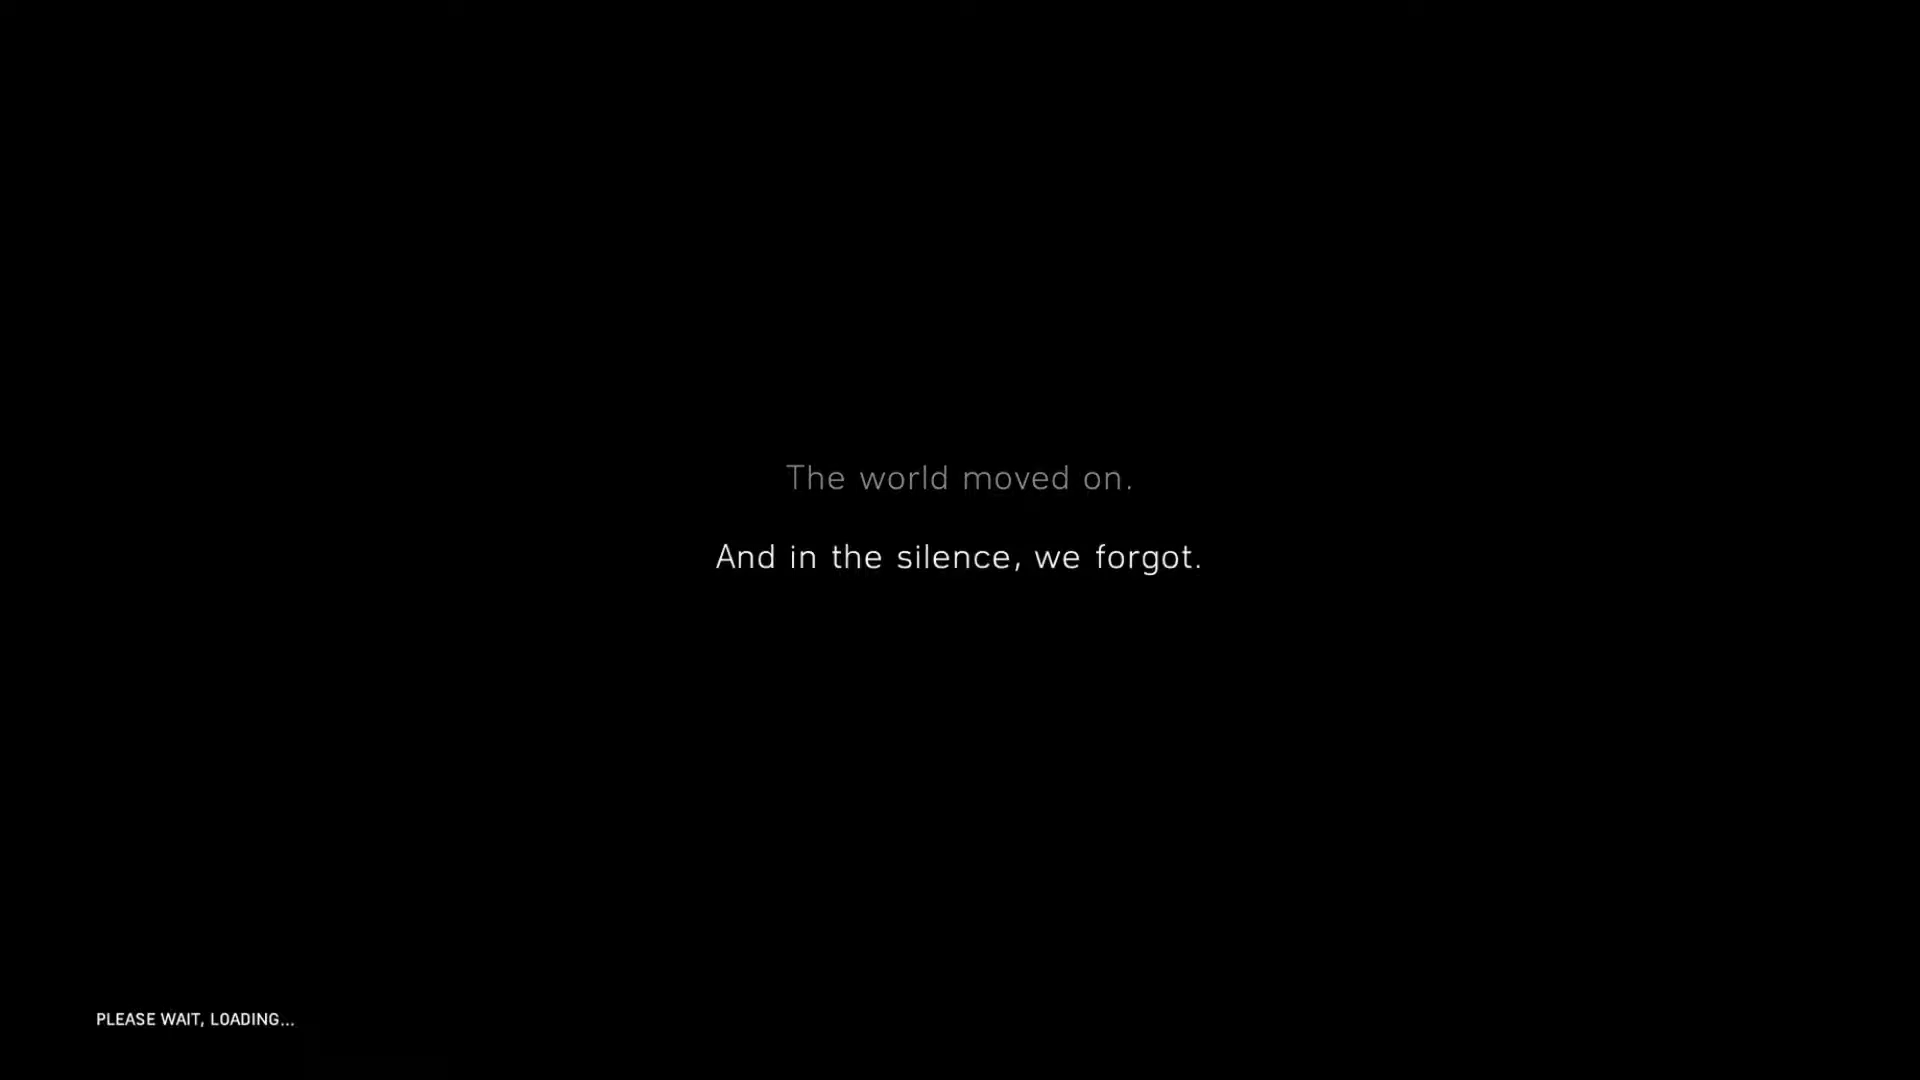 The world moved on.
And in the silence, we forgot.
PLEASE WAIT, LOADING...